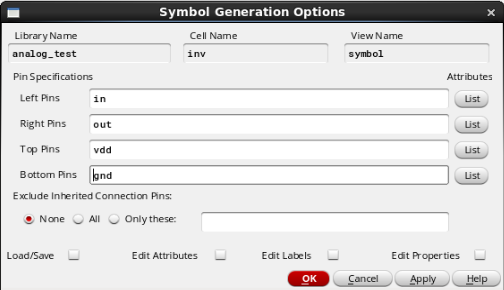 Symbol Generation Options
Library Name Cell Name View Name
analog_test inv symbol
Pin Specifications Attributes
Left Pins in List
Right Pins out List
Top Pins vdd List
Bottom Pins gnd List
Exclude Inherited Connection Pins:
None All Only these:
Load/Save Edit Attributes Edit Labels Edit Properties
OK Cancel Apply Help